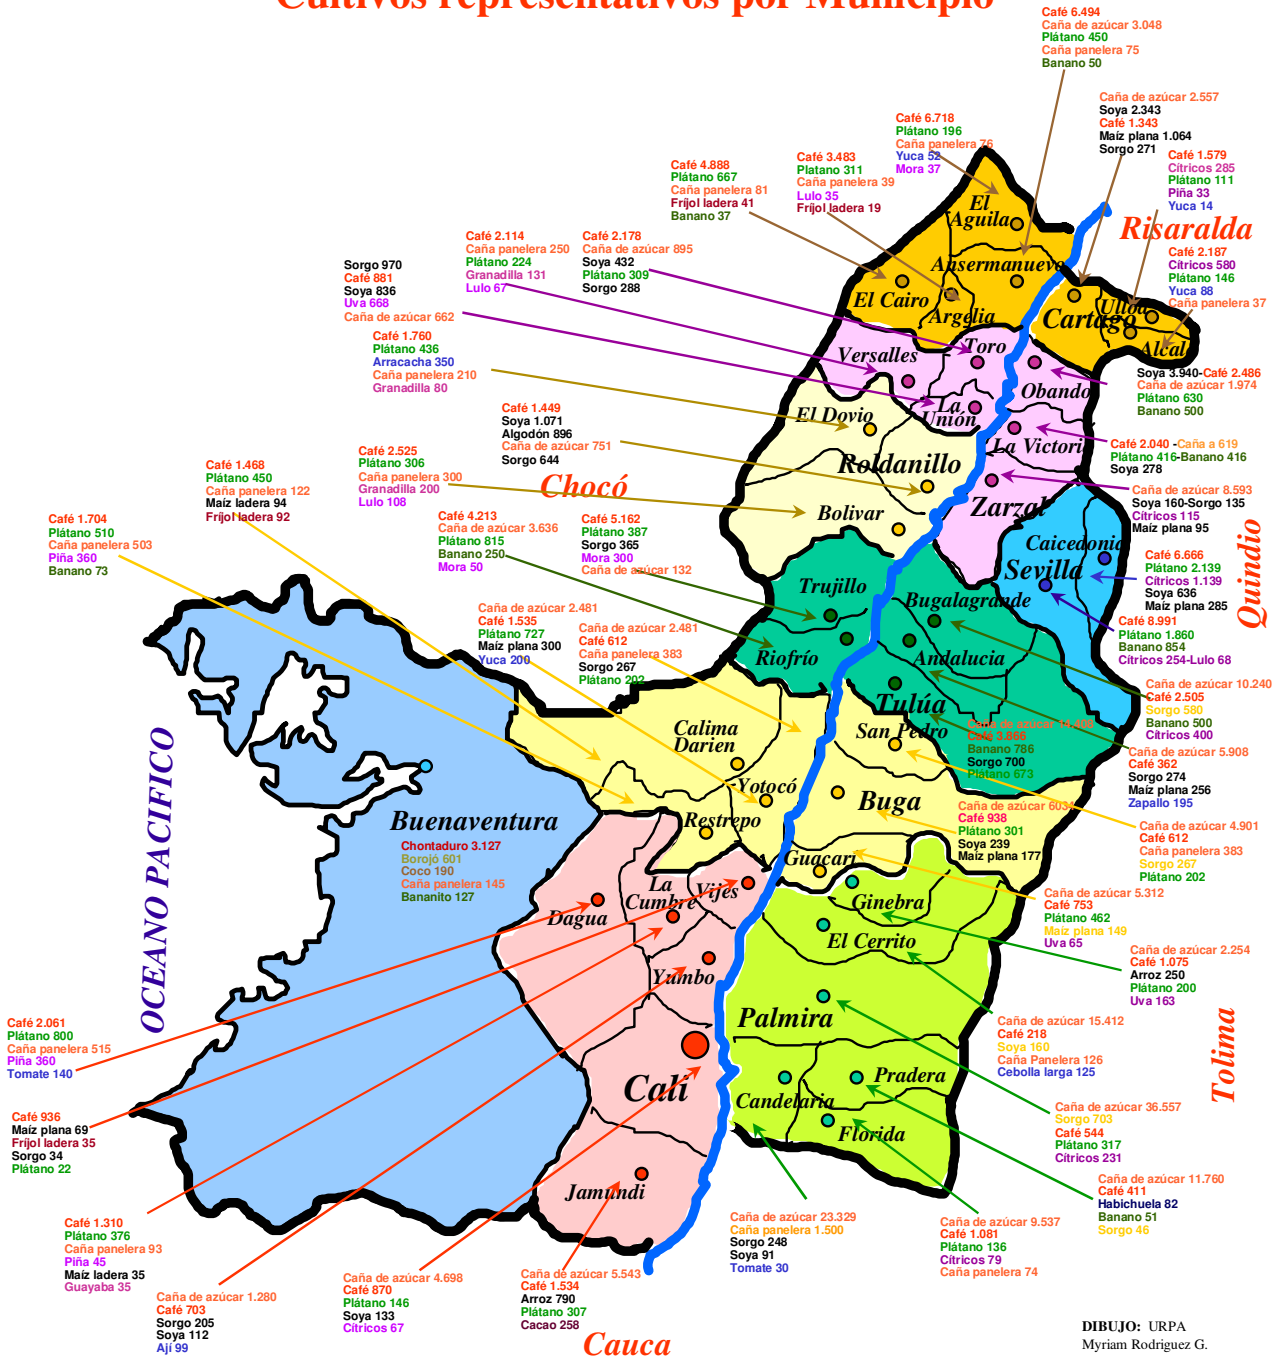 Cultivos representativos por Municipio
Café 6.494
Caña de azúcar 3.048
Plátano 450
Caña panelera 75
Banano 50
Caña de azúcar 2.557
Soya 2.343
Café 1.343
Maíz plana 1.064
Sorgo 271
Café 6.718
Plátano 196
Caña panelera 76
Yuca 52
Mora 37
Café 1.579
Cítricos 285
Plátano 111
Piña 33
Yuca 14
Café 3.483
Platano 311
Caña panelera 39
Lulo 35
Fríjol ladera 19
Café 4.888
Plátano 667
Caña panelera 81
Fríjol ladera 41
Banano 37
Café 2.114
Caña panelera 250
Plátano 224
Granadilla 131
Lulo 67
Café 2.178
Caña de azúcar 895
Soya 432
Plátano 309
Sorgo 288
Risaralda
Café 2.187
Cítricos 580
Plátano 146
Yuca 88
Caña panelera 37
Sorgo 970
Café 881
Soya 836
Uva 668
Caña de azúcar 662
Café 1.760
Plátano 436
Arracacha 350
Caña panelera 210
Granadilla 80
El
Aguila
Ansermanuevo
El Cairo
Argelia
Cartago
Ulloa
Alcal
Versalles
Toro
Obando
La
Unión
La Victoria
El Dovio
Roldanillo
Zarzal
Bolivar
Soya 3.940-Café 2.486
Caña de azúcar 1.974
Plátano 630
Banano 500
Café 1.449
Soya 1.071
Algodón 896
Caña de azúcar 751
Sorgo 644
Café 2.040 -Caña a 619
Plátano 416-Banano 416
Soya 278
Café 2.525
Plátano 306
Caña panelera 300
Granadilla 200
Lulo 108
Chocó
Café 1.468
Plátano 450
Caña panelera 122
Maíz ladera 94
Fríjol ladera 92
Caña de azúcar 8.593
Soya 160-Sorgo 135
Cítricos 115
Maíz plana 95
Café 1.704
Plátano 510
Caña panelera 503
Piña 360
Banano 73
Café 4.213
Caña de azúcar 3.636
Plátano 815
Banano 250
Mora 50
Café 5.162
Plátano 387
Sorgo 365
Mora 300
Caña de azúcar 132
Caicedonia
Sevilla
Quindio
Café 6.666
Plátano 2.139
Cítricos 1.139
Soya 636
Maíz plana 285
Trujillo
Bugalagrande
Riofrío
Andalucia
Tulúa
Café 8.991
Plátano 1.860
Banano 854
Cítricos 254-Lulo 68
Caña de azúcar 2.481
Café 1.535
Plátano 727
Maíz plana 300
Yuca 200
Caña de azúcar 2.481
Café 612
Caña panelera 383
Sorgo 267
Plátano 202
Caña de azúcar 10.240
Café 2.505
Sorgo 580
Banano 500
Cítricos 400
Calima
Darien
San Pedro
Caña de azúcar
Café 3.866
Banano 786
Sorgo 700
Plátano 673
Caña de azúcar 5.908
Café 362
Sorgo 274
Maíz plana 256
Zapallo 195
OCEANO PACIFICO
Yotocó
Restrepo
Buga
Guacari
Caña de azúcar 6034
Café 938
Plátano 301
Soya 239
Maíz plana 177
Caña de azúcar 4.901
Café 612
Caña panelera 383
Sorgo 267
Plátano 202
Buenaventura
Chontaduro 3.127
Borojó 601
Coco 190
Caña panelera 145
Bananito 127
Dagua
La
Cumbre
Vijes
Yumbo
Ginebra
El Cerrito
Caña de azúcar 5.312
Café 753
Plátano 462
Maíz plana 149
Uva 65
Caña de azúcar 2.254
Café 1.075
Arroz 250
Plátano 200
Uva 163
Palmira
Cali
Candelaria
Pradera
Florida
Jamundi
Tolima
Café 2.061
Plátano 800
Caña panelera 515
Piña 360
Tomate 140
Caña de azúcar 15.412
Café 218
Soya 160
Caña Panelera 126
Cebolla larga 125
Café 936
Maíz plana 69
Fríjol ladera 35
Sorgo 34
Plátano 22
Caña de azúcar 36.557
Sorgo 703
Café 544
Plátano 317
Cítricos 231
Caña de azúcar 11.760
Café 411
Habichuela 82
Banano 51
Sorgo 46
Café 1.310
Plátano 376
Caña panelera 93
Piña 45
Maíz ladera 35
Guayaba 35
Caña de azúcar 23.329
Caña panelera 1.500
Sorgo 248
Soya 91
Tomate 30
Caña de azúcar 9.537
Café 1.081
Plátano 136
Cítricos 79
Caña panelera 74
Caña de azúcar 1.280
Café 703
Sorgo 205
Soya 112
Ají 99
Caña de azúcar 4.698
Café 870
Plátano 146
Soya 133
Cítricos 67
Caña de azúcar 5.543
Café 1.534
Arroz 790
Plátano 307
Cacao 258
Cauca
DIBUJO: URPA
Myriam Rodriguez G.